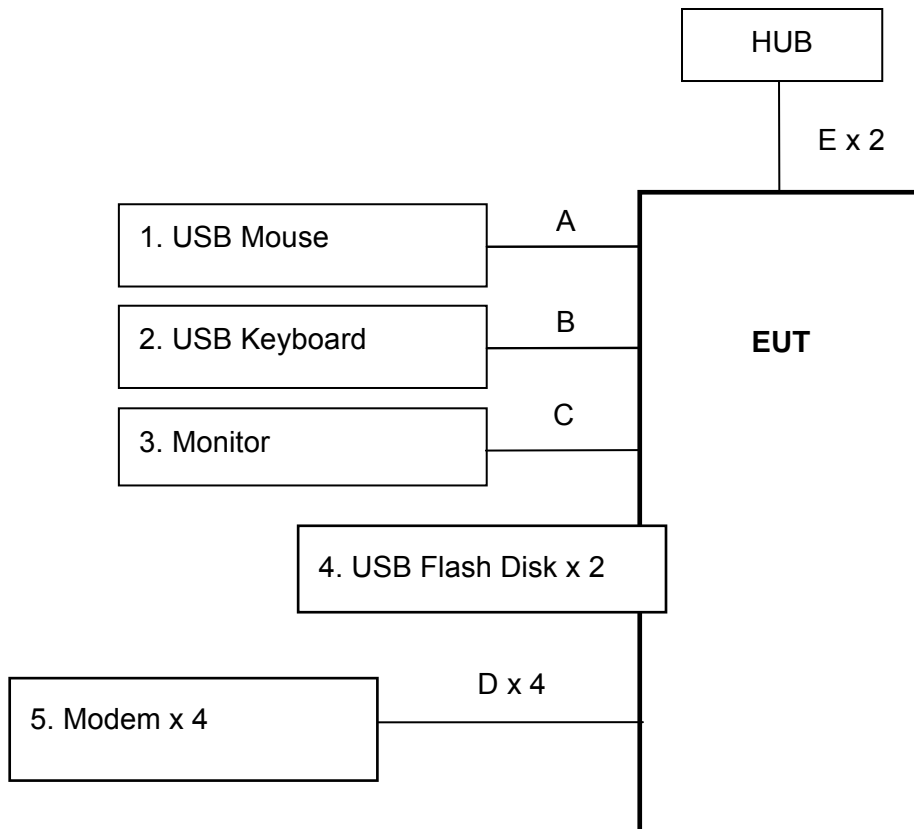 HUB
E x 2
1. USB Mouse
A
2. USB Keyboard
B
EUT
3. Monitor
C
4. USB Flash Disk x 2
5. Modem x 4
D x 4